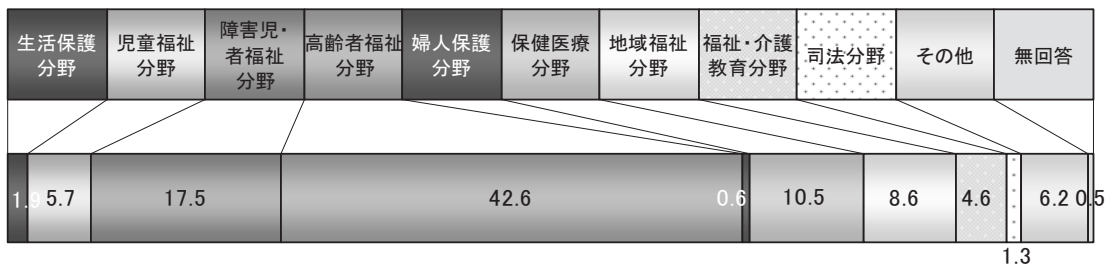 生活保護
分野
児童福祉
分野
障害児・
者福祉
分野
高齢者福祉
分野
婦人保護
分野
保健医療
分野
地域福祉
分野
福祉・介護
教育分野
司法分野
その他
無回答
1.9
5.7
17.5
42.6
0.6
10.5
8.6
4.6
1.3
6.2
0.5